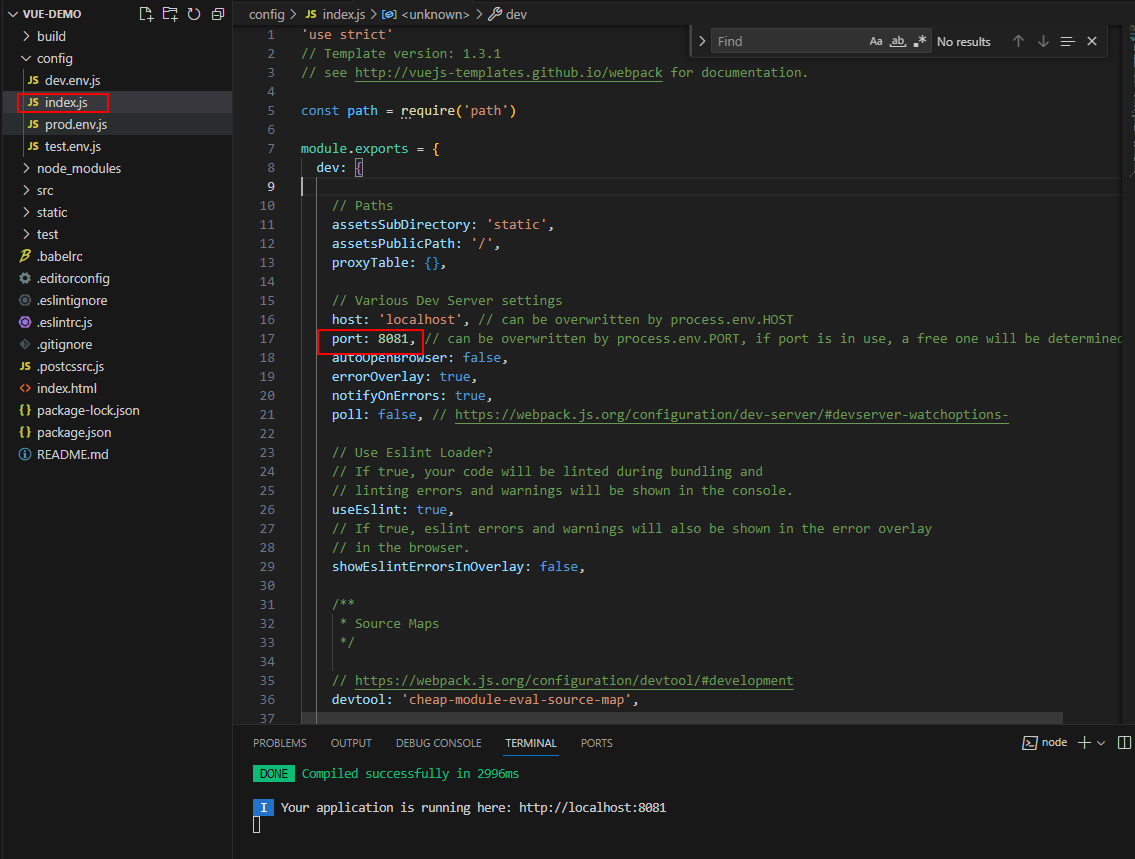 VUE-DEMO
build
config
JS dev.env.js
JS index.js
JS prod.env.js
JS test.env.js
node_modules
src
static
test
.babelrc
.editorconfig
.eslintignore
.eslintrc.js
.gitignore
JS .postcssrc.js
<> index.html
{} package-lock.json
{} package.json
README.md
config > JS index.js > <unknown> > dev
Find
Aa ab .* No results
1 'use strict'
2 // Template version: 1.3.1
3 // see http://vuejs-templates.github.io/webpack for documentation.
4
5 const path = require('path')
6
7 module.exports = {
8 dev: {
9
10 // Paths
11 assetsSubDirectory: 'static',
12 assetsPublicPath: '/',
13 proxyTable: {},
14
15 // Various Dev Server settings
16 host: 'localhost', // can be overwritten by process.env.HOST
17 port: 8081, // can be overwritten by process.env.PORT, if port is in use, a free one will be determined
18 autoOpenBrowser: false,
19 errorOverlay: true,
20 notifyOnErrors: true,
21 poll: false, // https://webpack.js.org/configuration/dev-server/#devserver-watchoptions-
22
23 // Use Eslint Loader?
24 // If true, your code will be linted during bundling and
25 // linting errors and warnings will be shown in the console.
26 useEslint: true,
27 // If true, eslint errors and warnings will also be shown in the error overlay
28 // in the browser.
29 showEslintErrorsInOverlay: false,
30
31 /**
32 * Source Maps
33 */
34
35 // https://webpack.js.org/configuration/devtool/#development
36 devtool: 'cheap-module-eval-source-map',
37
PROBLEMS OUTPUT DEBUG CONSOLE TERMINAL PORTS
node
DONE Compiled successfully in 2996ms
I Your application is running here: http://localhost:8081